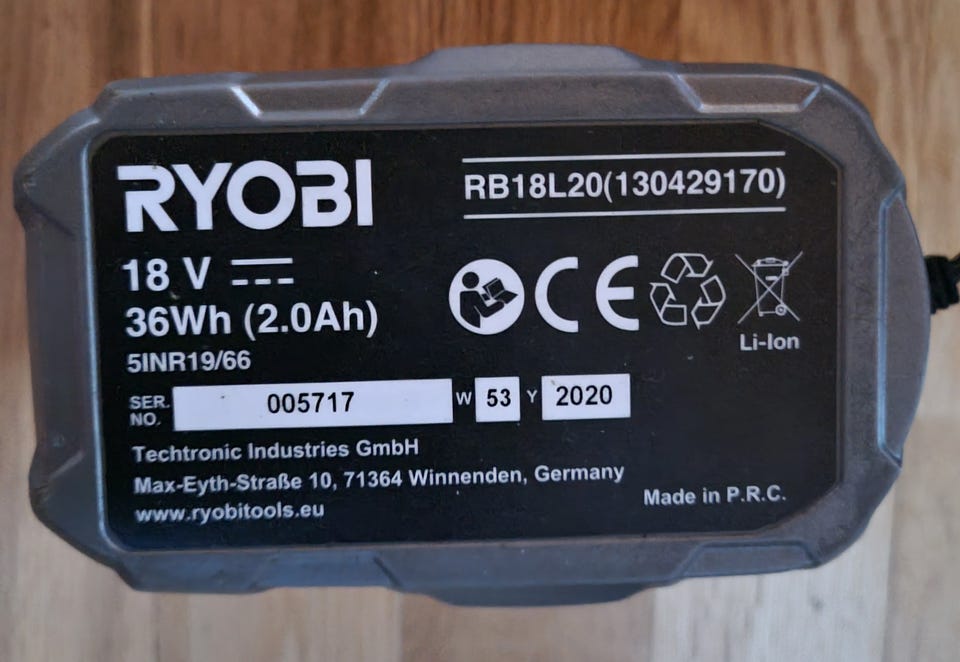 RYOBI
RB18L20(130429170)
18 V
36Wh (2.0Ah)
5INR19/66
Li-Ion
SER. NO. 005717 W 53 Y 2020
Techtronic Industries GmbH
Max-Eyth-Straße 10, 71364 Winnenden, Germany
www.ryobitools.eu
Made in P.R.C.